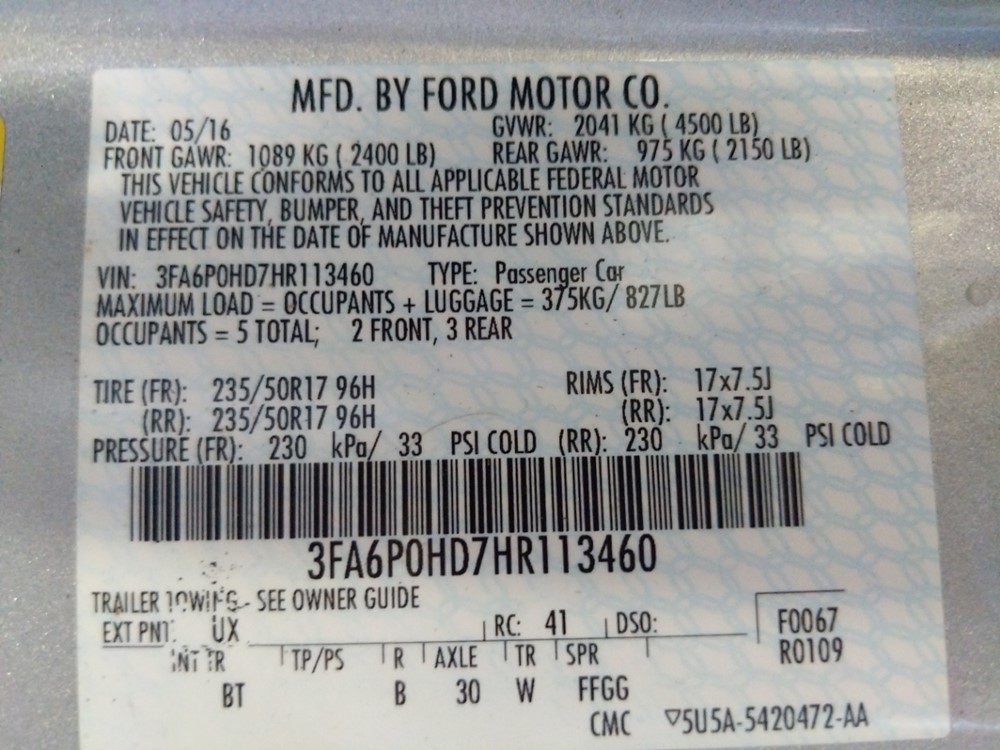 MFD. BY FORD MOTOR CO.
DATE: 05/16 GVWR: 2041 KG ( 4500 LB)
FRONT GAWR: 1089 KG ( 2400 LB) REAR GAWR: 975 KG ( 2150 LB)
THIS VEHICLE CONFORMS TO ALL APPLICABLE FEDERAL MOTOR
VEHICLE SAFETY, BUMPER, AND THEFT PREVENTION STANDARDS
IN EFFECT ON THE DATE OF MANUFACTURE SHOWN ABOVE.
VIN: 3FA6P0HD7HR113460 TYPE: Passenger Car
MAXIMUM LOAD = OCCUPANTS + LUGGAGE = 375KG/ 827LB
OCCUPANTS = 5 TOTAL; 2 FRONT, 3 REAR
TIRE (FR): 235/50R17 96H RIMS (FR): 17x7.5J
(RR): 235/50R17 96H (RR): 17x7.5J
PRESSURE (FR): 230 kPa/ 33 PSI COLD (RR): 230 kPa/ 33 PSI COLD
3FA6P0HD7HR113460
TRAILER TOWING - SEE OWNER GUIDE
EXT PNT: UX RC: 41 DSO: F0067
R0109
INT TR TP/PS R AXLE TR SPR
BT B 30 W FFGG
CMC ▽5U5A-5420472-AA